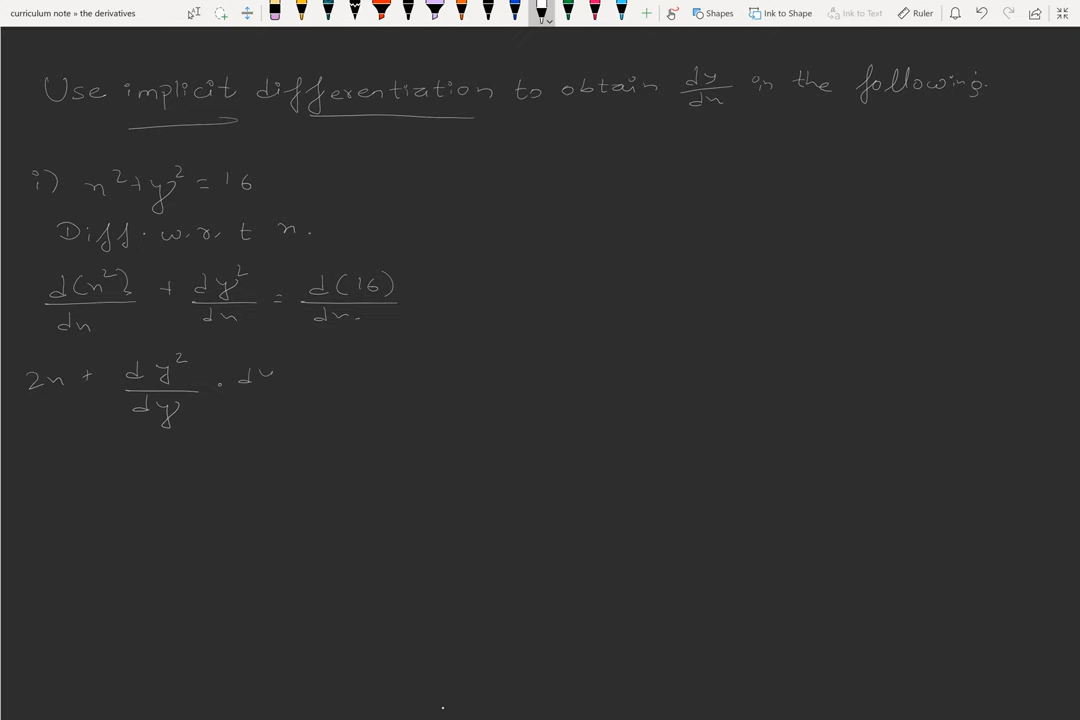 curriculum note » the derivatives
Shapes Ink to Shape Ink to Text Ruler
Use implicit differentiation to obtain dy/dx in the following.
i) x² + y² = 16
Diff. w.r.t x.
d(x²)/dx + dy²/dx = d(16)/dx.
2x + dy²/dy . dy